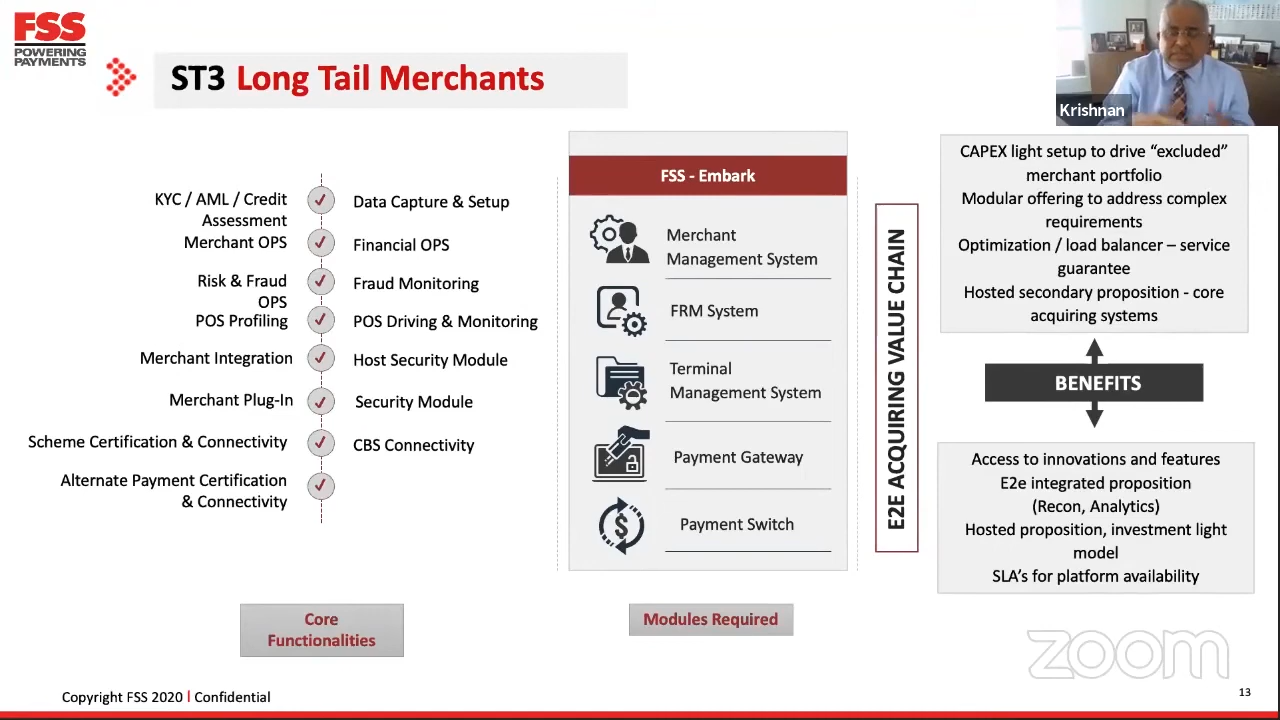 FSS
POWERING
PAYMENTS
ST3 Long Tail Merchants
Krishnan
KYC / AML / Credit
Assessment
Merchant OPS
Risk & Fraud
OPS
POS Profiling
Merchant Integration
Merchant Plug-In
Scheme Certification & Connectivity
Alternate Payment Certification
& Connectivity
Data Capture & Setup
Financial OPS
Fraud Monitoring
POS Driving & Monitoring
Host Security Module
Security Module
CBS Connectivity
Core
Functionalities
FSS - Embark
Merchant
Management System
FRM System
Terminal
Management System
Payment Gateway
$
Payment Switch
Modules Required
E2E ACQUIRING VALUE CHAIN
CAPEX light setup to drive “excluded”
merchant portfolio
Modular offering to address complex
requirements
Optimization / load balancer – service
guarantee
Hosted secondary proposition - core
acquiring systems
BENEFITS
Access to innovations and features
E2e integrated proposition
(Recon, Analytics)
Hosted proposition, investment light
model
SLA’s for platform availability
zoom
Copyright FSS 2020 I Confidential
13